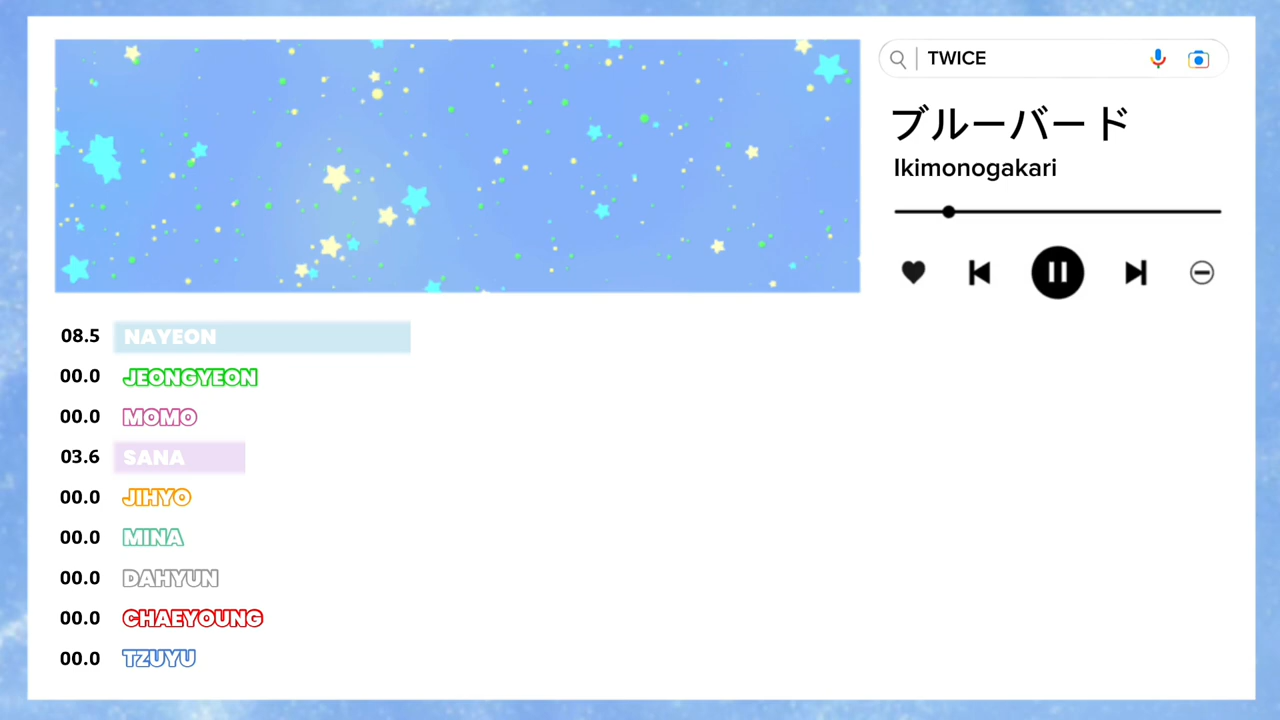 TWICE
ブルーバード
Ikimonogakari
08.5 NAYEON
00.0 JEONGYEON
00.0 MOMO
03.6 SANA
00.0 JIHYO
00.0 MINA
00.0 DAHYUN
00.0 CHAEYOUNG
00.0 TZUYU